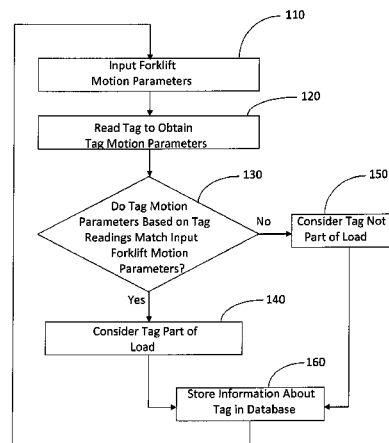 110
Input Forklift
Motion Parameters
120
Read Tag to Obtain
Tag Motion Parameters
130
Do Tag Motion
Parameters Based on Tag
Readings Match Input
Forklift Motion
Parameters?
No
150
Consider Tag Not
Part of Load
Yes
140
Consider Tag Part of
Load
160
Store Information About
Tag in Database